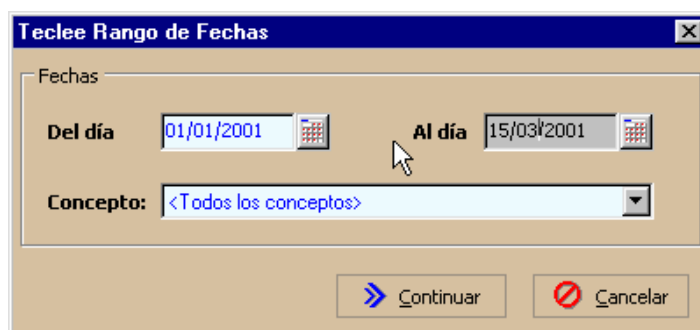 Teclee Rango de Fechas
Fechas
Del día 01/01/2001 Al día 15/03/2001
Concepto: <Todos los conceptos>
Continuar Cancelar